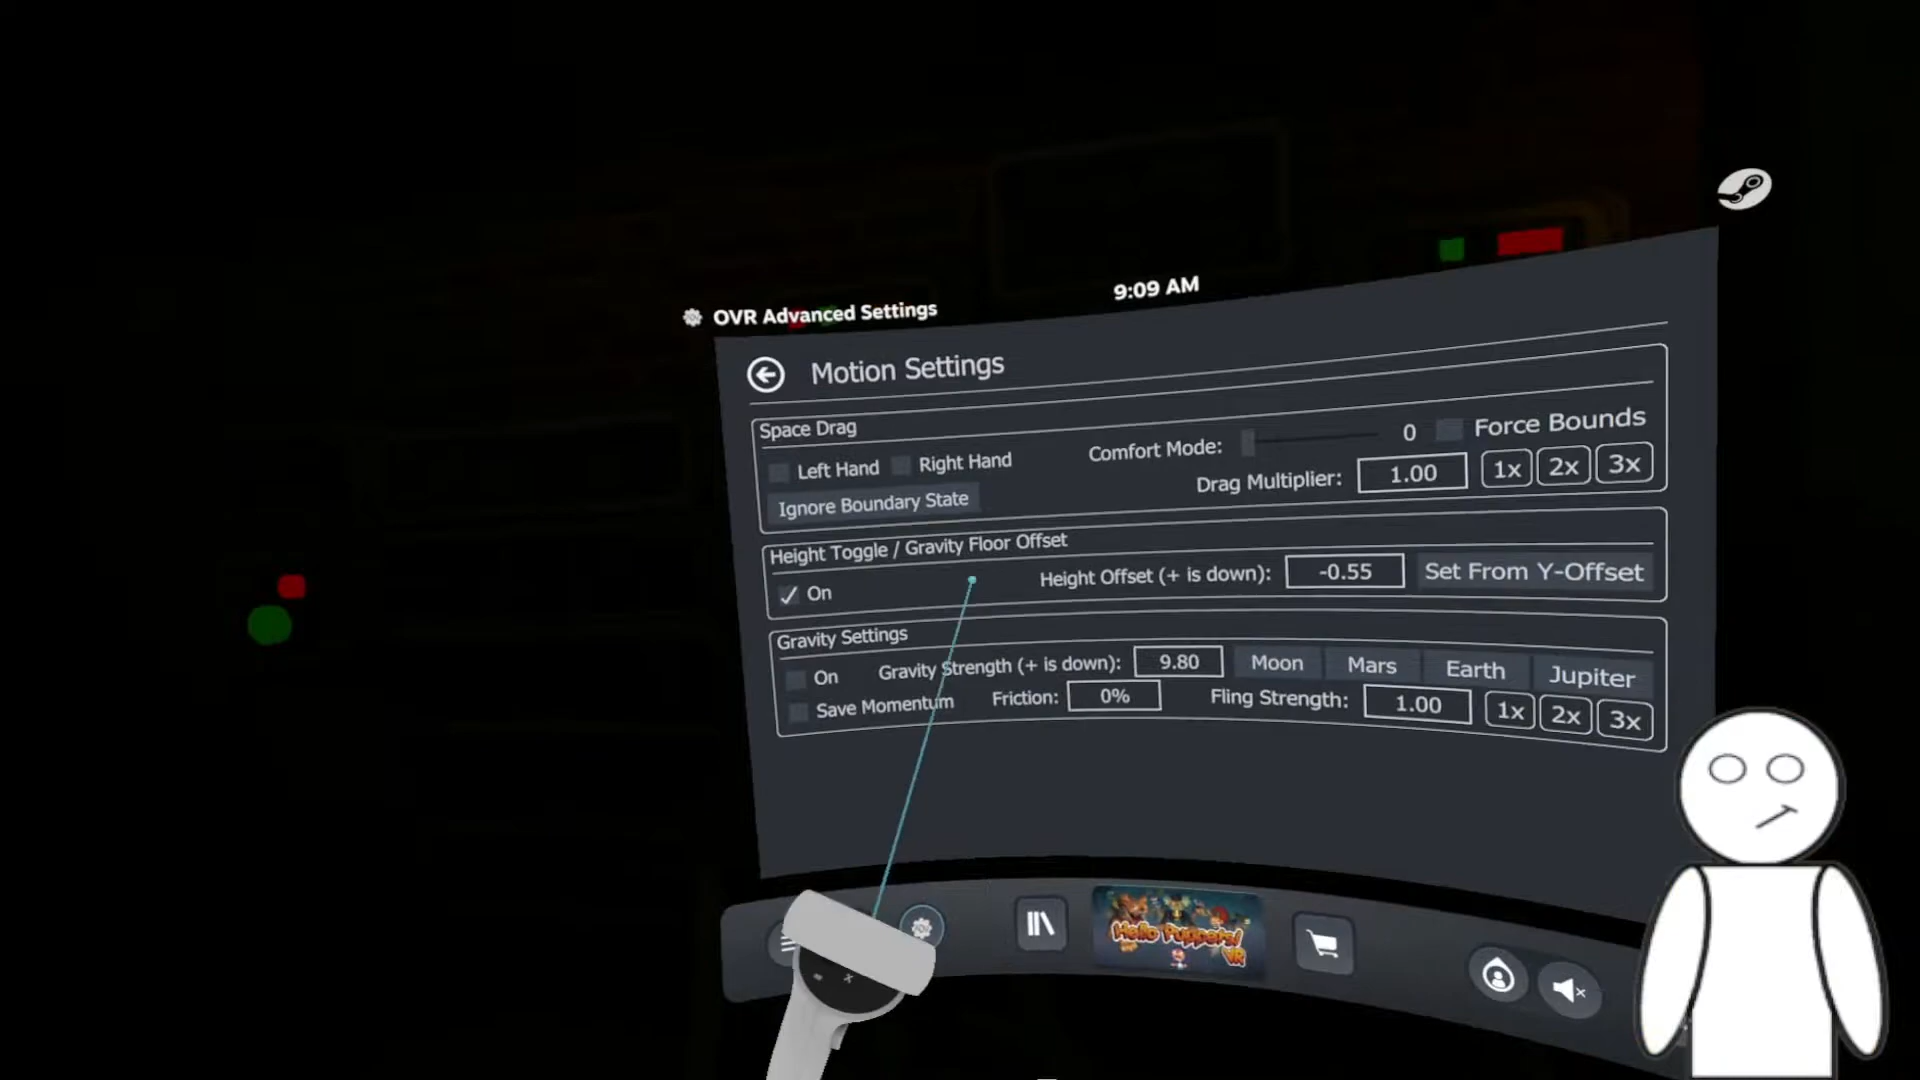 9:09 AM
OVR Advanced Settings
Motion Settings
Space Drag
Left Hand
Right Hand
Comfort Mode:
0
Force Bounds
Ignore Boundary State
Drag Multiplier:
1.00
1x
2x
3x
Height Toggle / Gravity Floor Offset
On
Height Offset (+ is down):
-0.55
Set From Y-Offset
Gravity Settings
On
Gravity Strength (+ is down):
9.80
Moon
Mars
Earth
Jupiter
Save Momentum
Friction:
0%
Fling Strength:
1.00
1x
2x
3x
Hello Puppets!
VR
X